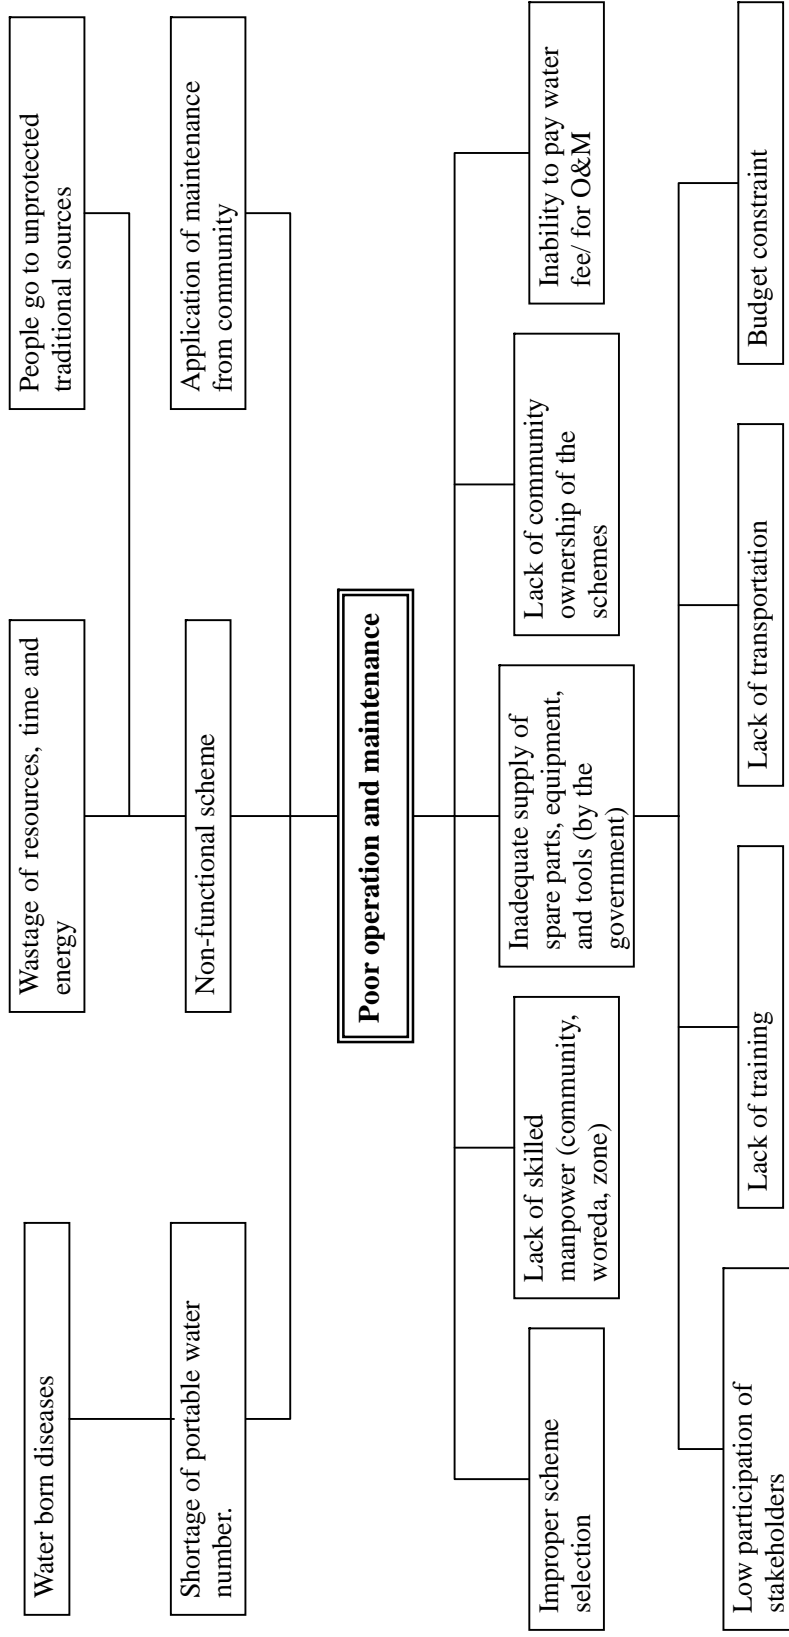 Water born diseases
Wastage of resources, time and
energy
People go to unprotected
traditional sources
Shortage of portable water
number.
Non-functional scheme
Application of maintenance
from community
Poor operation and maintenance
Improper scheme
selection
Lack of skilled
manpower (community,
woreda, zone)
Inadequate supply of
spare parts, equipment,
and tools (by the
government)
Lack of community
ownership of the
schemes
Inability to pay water
fee/ for O&M
Low participation of
stakeholders
Lack of training
Lack of transportation
Budget constraint